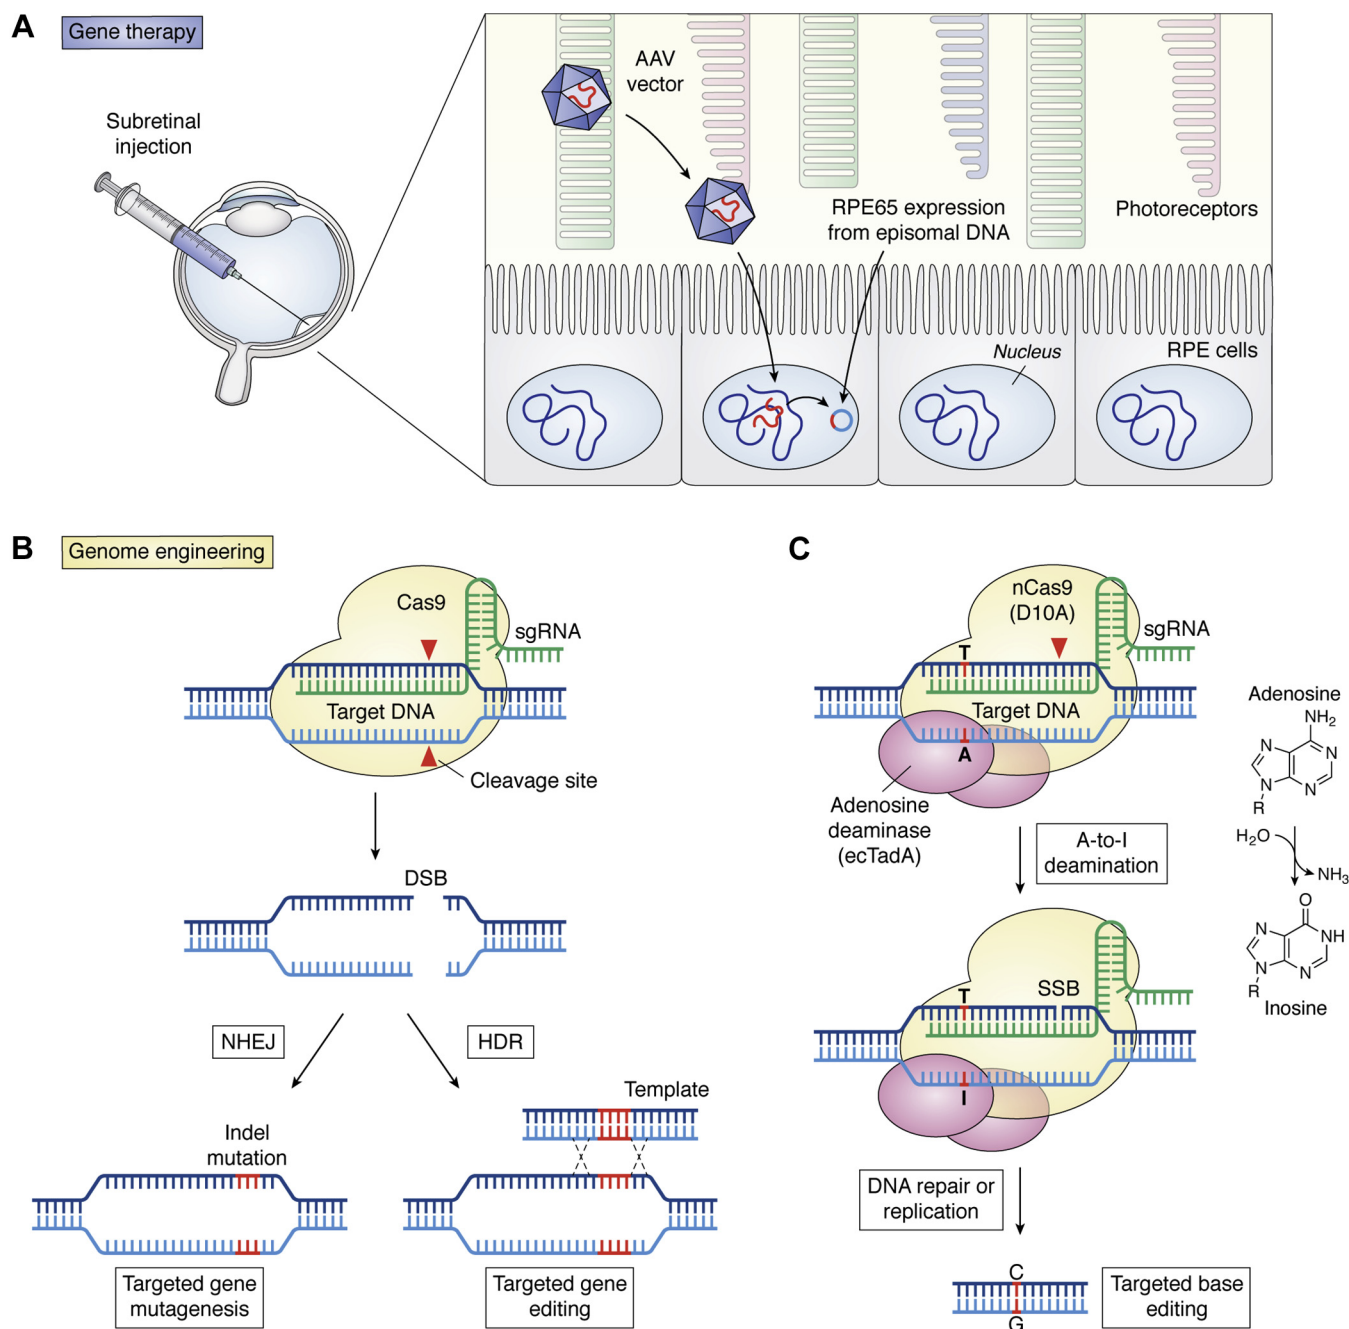 A
Gene therapy
Subretinal
injection
AAV
vector
RPE65 expression
from episomal DNA
Photoreceptors
Nucleus
RPE cells
B
Genome engineering
Cas9
sgRNA
Target DNA
Cleavage site
DSB
NHEJ
HDR
Template
Indel
mutation
Targeted gene
mutagenesis
Targeted gene
editing
C
nCas9
(D10A)
sgRNA
T
Target DNA
A
Adenosine
deaminase
(ecTadA)
A-to-I
deamination
Adenosine
NH₂
N
N
N
N
R
H₂O
NH₃
O
N
NH
N
N
R
Inosine
T
SSB
I
DNA repair or
replication
C
G
Targeted base
editing